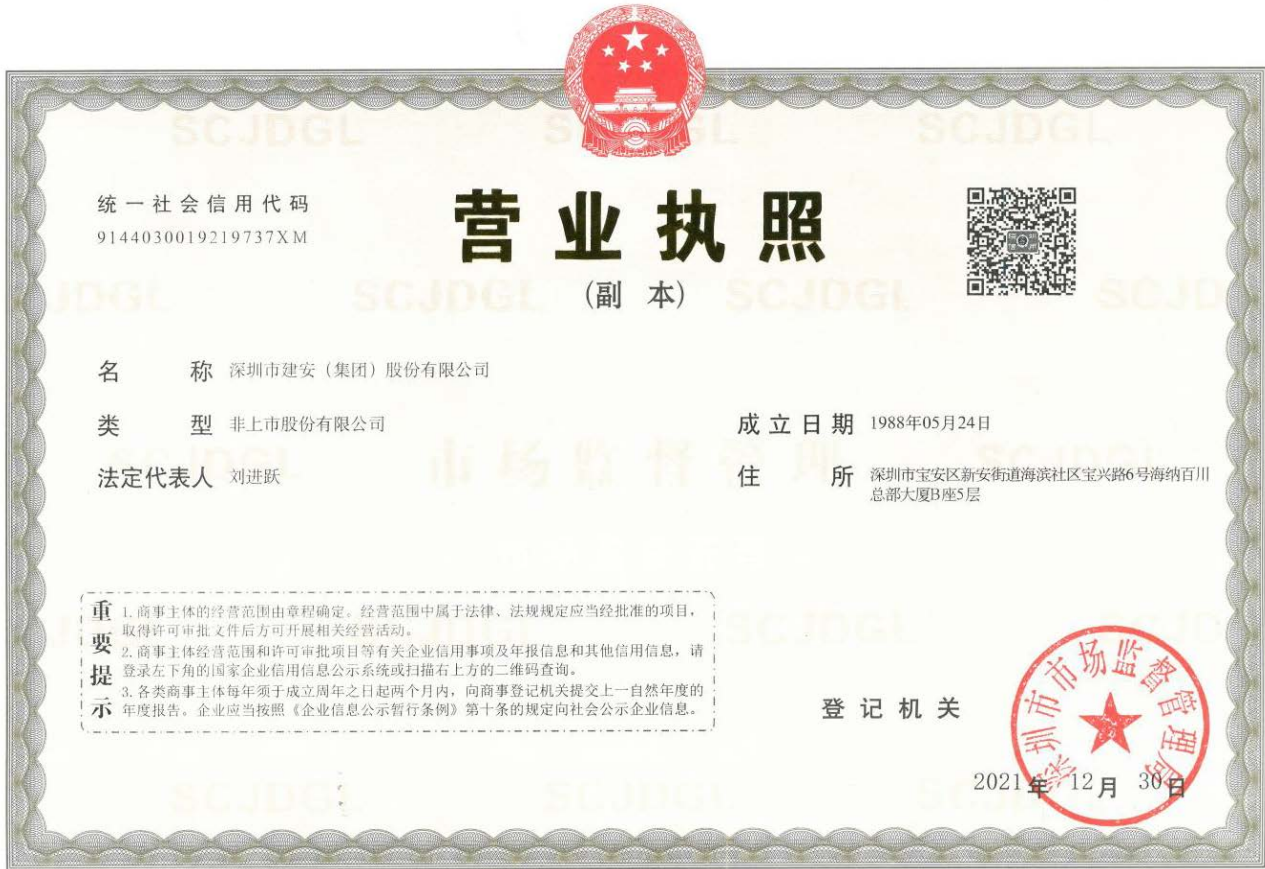 统一社会信用代码
9144030019219737XM
营业执照
(副 本)
名 称 深圳市建安（集团）股份有限公司
类 型 非上市股份有限公司
成立日期 1988年05月24日
法定代表人 刘进跃
住 所 深圳市宝安区新安街道海滨社区宝兴路6号海纳百川
总部大厦B座5层
重要提示
1. 商事主体的经营范围由章程确定。经营范围中属于法律、法规规定应当经批准的项目，
取得许可审批文件后方可开展相关经营活动。
2. 商事主体经营范围和许可审批项目等有关企业信用事项及年报信息和其他信用信息，请
登录左下角的国家企业信用信息公示系统或扫描右上方的二维码查询。
3. 各类商事主体每年须于成立周年之日起两个月内，向商事登记机关提交上一自然年度的
年度报告。企业应当按照《企业信息公示暂行条例》第十条的规定向社会公示企业信息。
登记机关
深圳市市场监督管理局
2021年 12月 30日
SCJDGL
市场监督管理